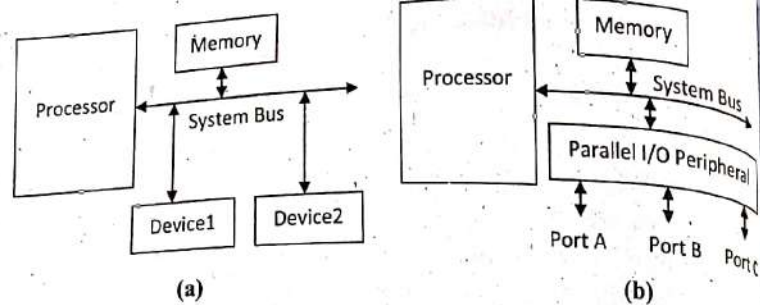 Memory
Processor
System Bus
Device1
Device2
(a)
Memory
Processor
System Bus
Parallel I/O Peripheral
Port A
Port B
Port C
(b)